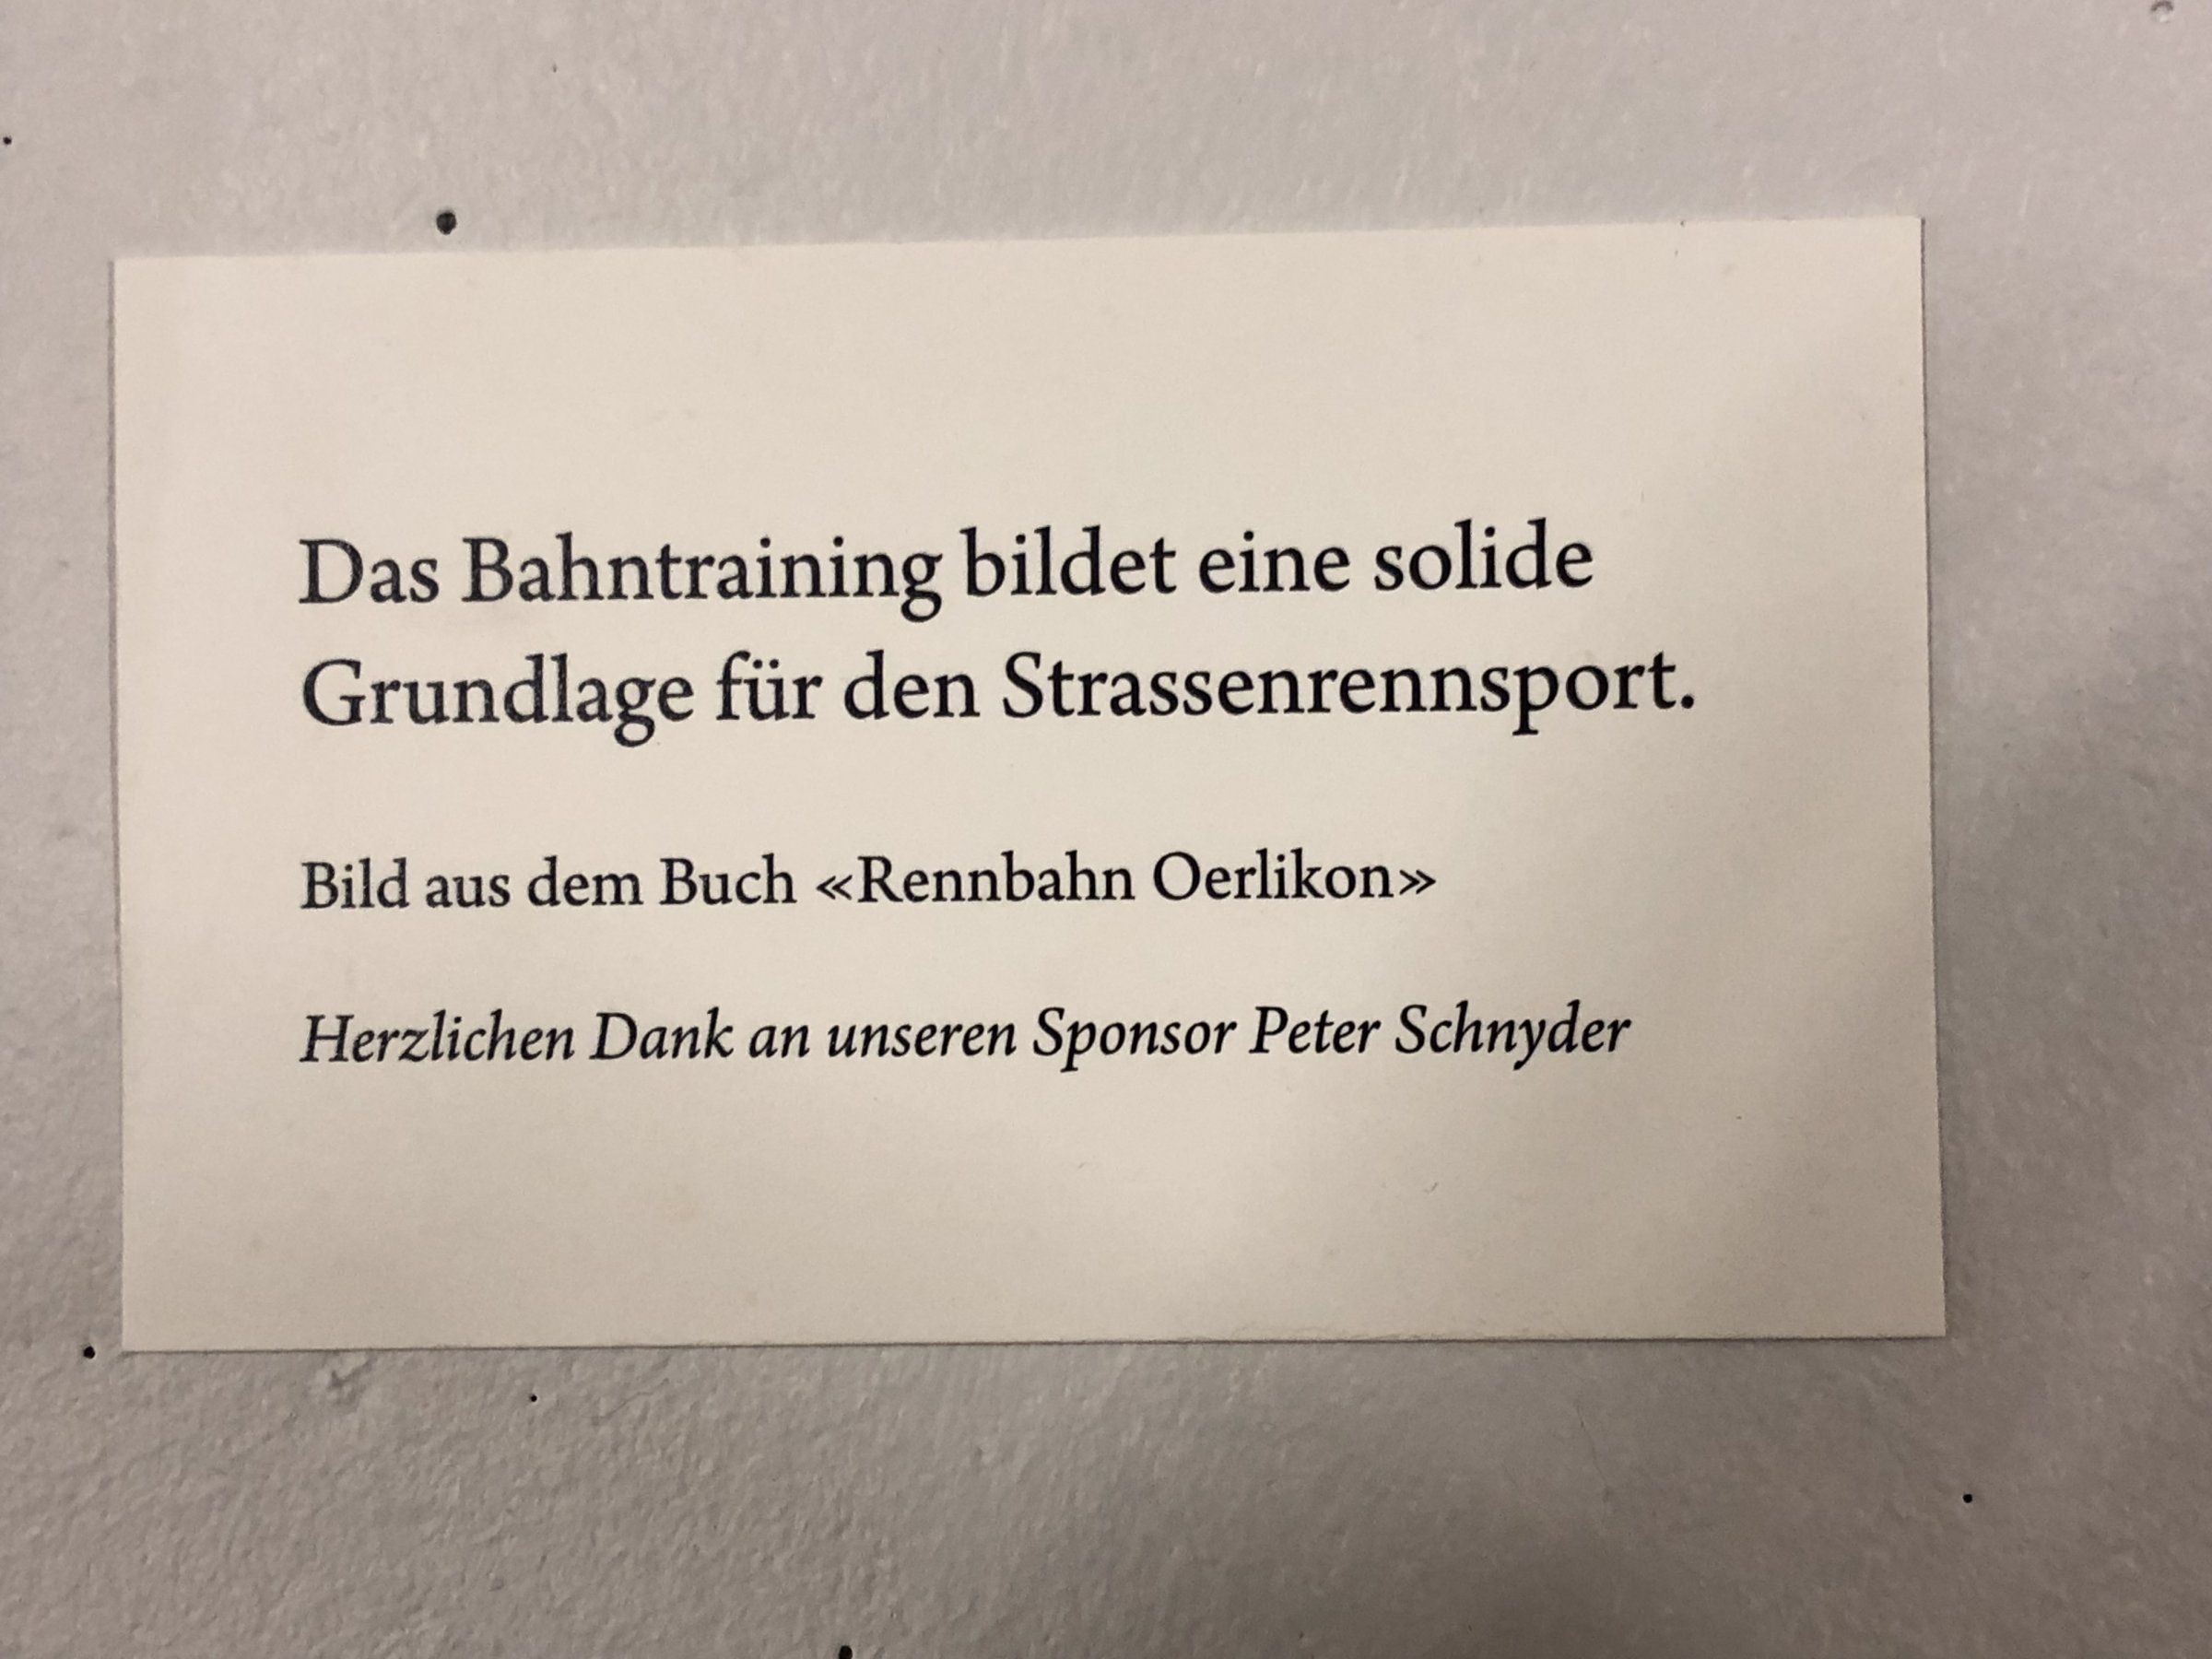 Das Bahntraining bildet eine solide
Grundlage für den Strassenrennsport.
Bild aus dem Buch «Rennbahn Oerlikon»
Herzlichen Dank an unseren Sponsor Peter Schnyder